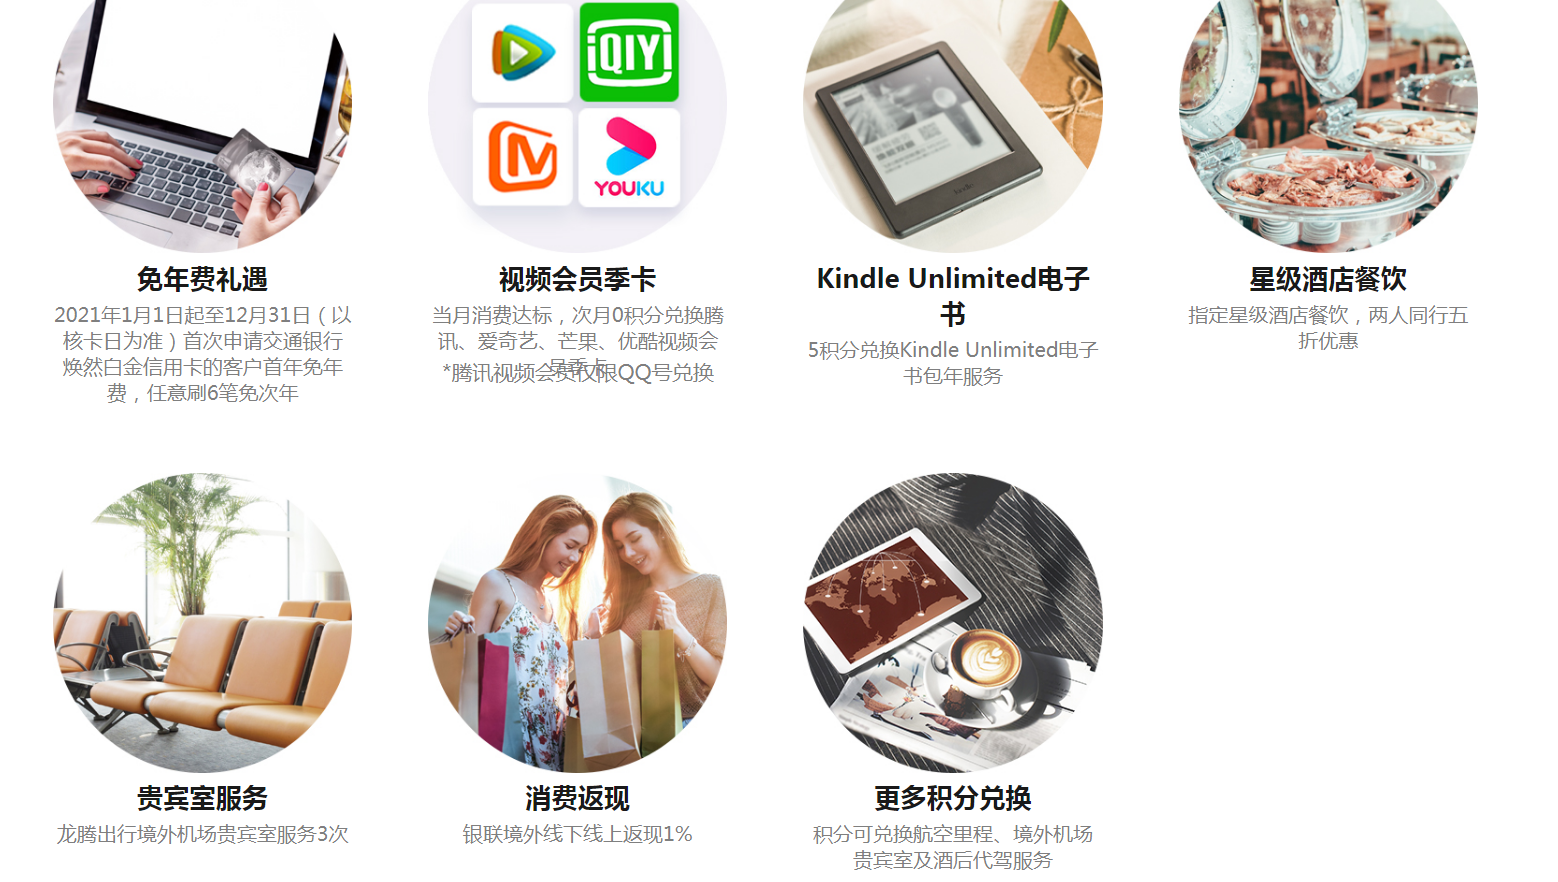 iQIYI
YOUKU
kindle
免年费礼遇
2021年1月1日起至12月31日（以
核卡日为准）首次申请交通银行
焕然白金信用卡的客户首年免年
费，任意刷6笔免次年
视频会员季卡
当月消费达标，次月0积分兑换腾
讯、爱奇艺、芒果、优酷视频会
员季卡
*腾讯视频会员仅限QQ号兑换
Kindle Unlimited电子
书
5积分兑换Kindle Unlimited电子
书包年服务
星级酒店餐饮
指定星级酒店餐饮，两人同行五
折优惠
贵宾室服务
龙腾出行境外机场贵宾室服务3次
消费返现
银联境外线下线上返现1%
更多积分兑换
积分可兑换航空里程、境外机场
贵宾室及酒后代驾服务